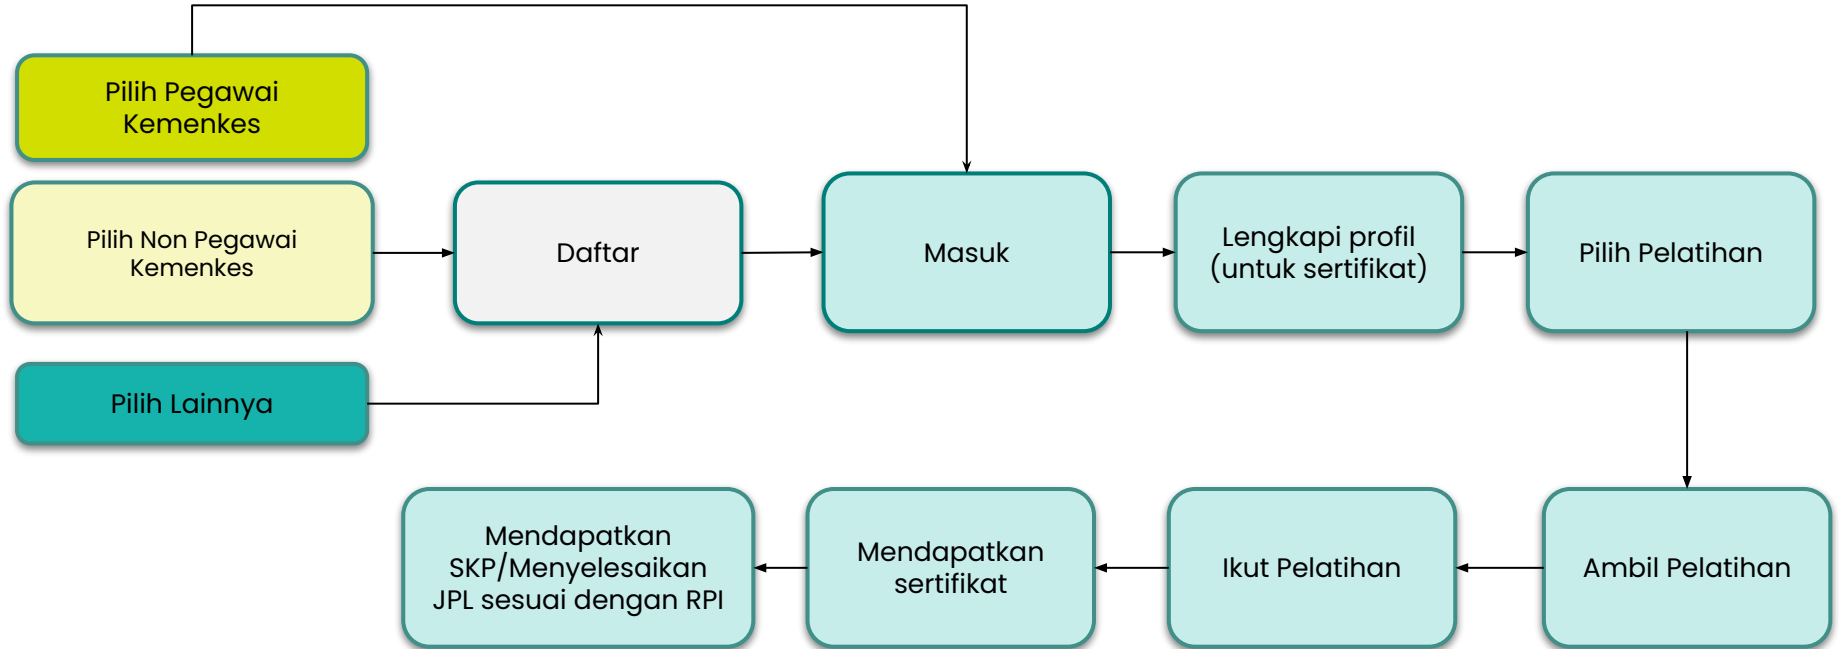 Pilih Pegawai
Kemenkes
Pilih Non Pegawai
Kemenkes
Daftar
Masuk
Lengkapi profil
(untuk sertifikat)
Pilih Pelatihan
Pilih Lainnya
Mendapatkan
SKP/Menyelesaikan
JPL sesuai dengan RPI
Mendapatkan
sertifikat
Ikut Pelatihan
Ambil Pelatihan